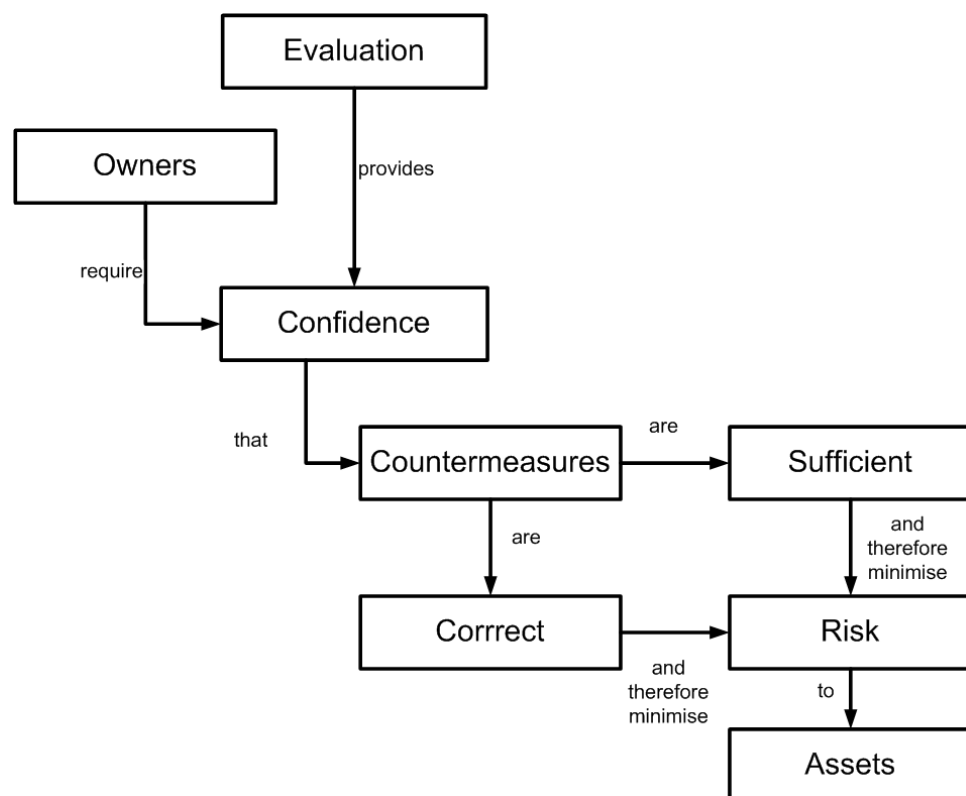 Evaluation
Owners
provides
require
Confidence
that
Countermeasures
are
Sufficient
are
and
therefore
minimise
Corrrect
and
therefore
minimise
Risk
to
Assets